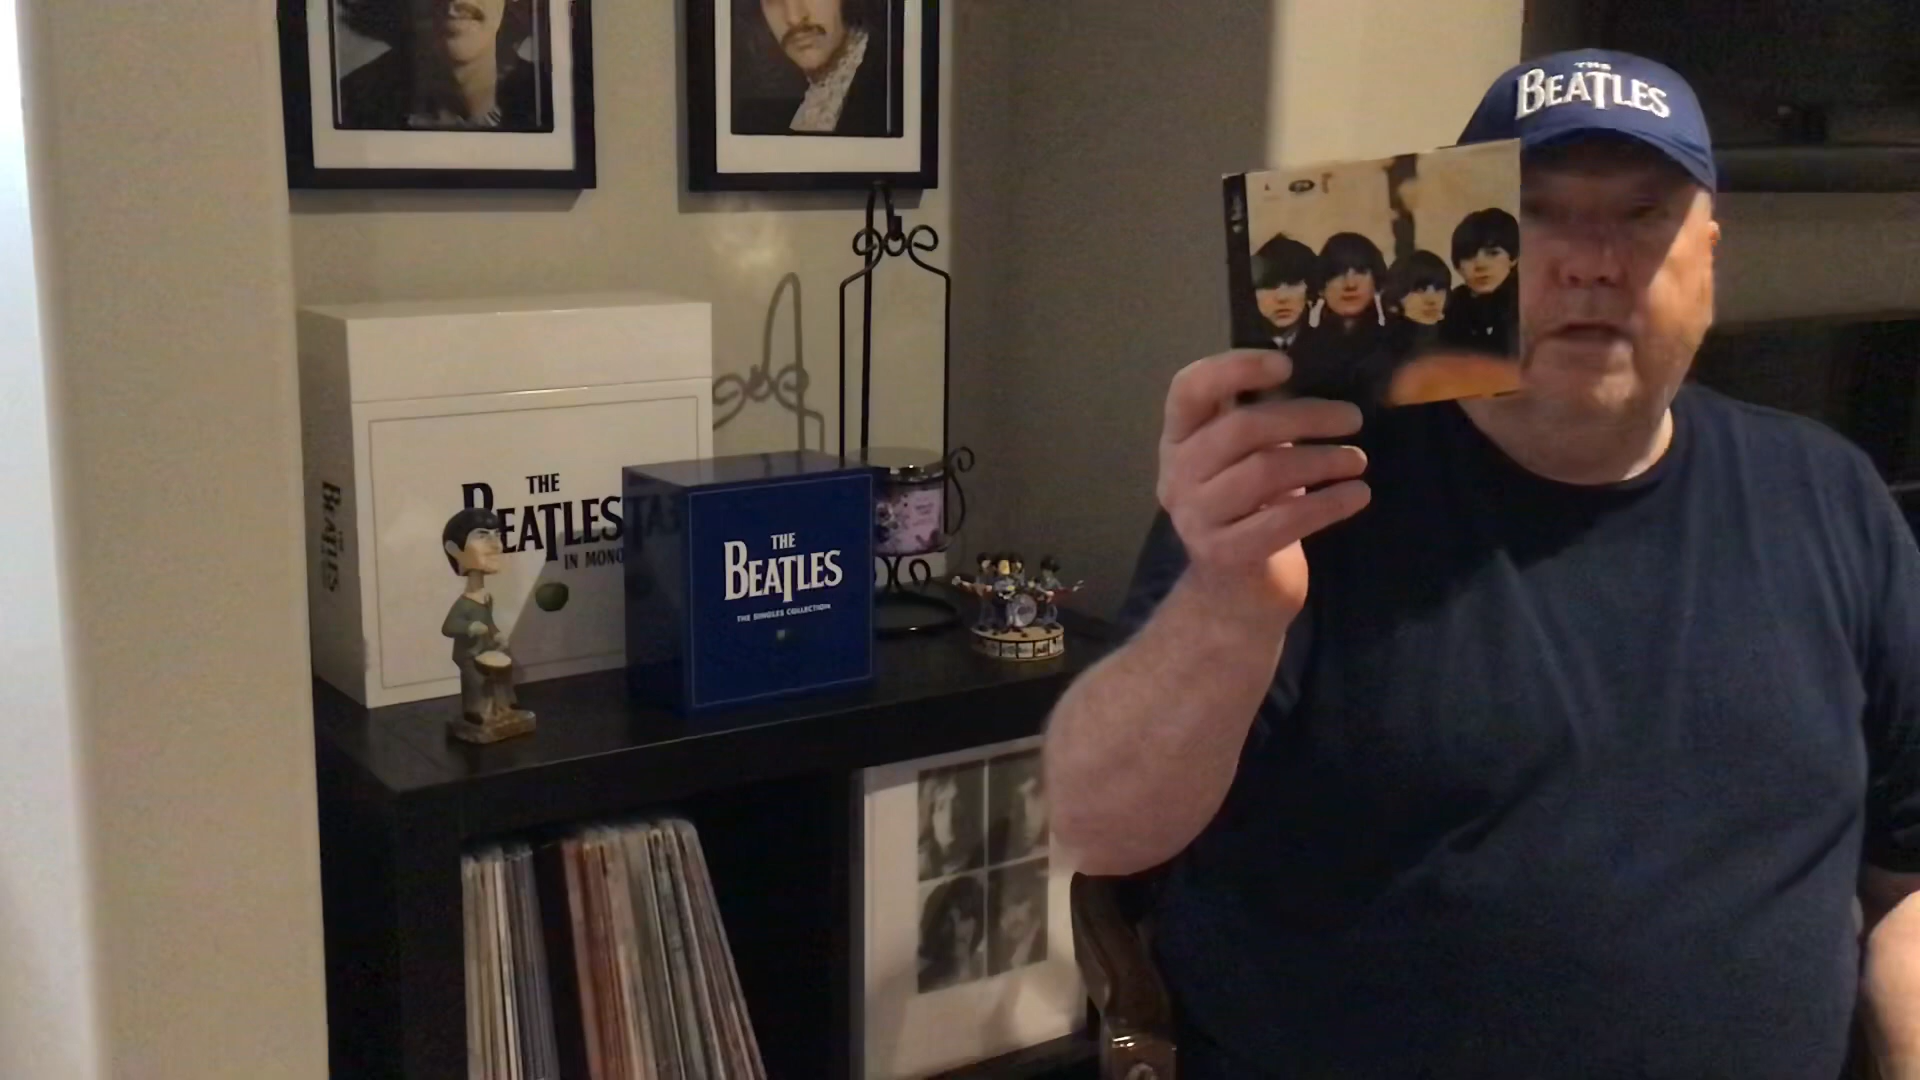 THE
BEATLES
THE
BEATLES
IN MONO
THE
BEATLES
THE
BEATLES
THE SINGLES COLLECTION